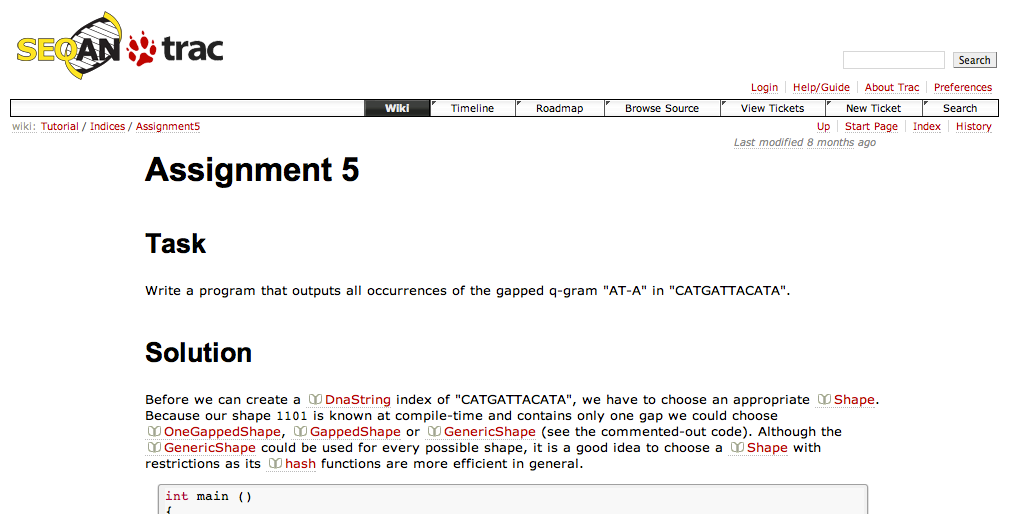 SEQAN trac
Search
Login Help/Guide About Trac Preferences
Wiki Timeline Roadmap Browse Source View Tickets New Ticket Search
wiki: Tutorial / Indices / Assignment5 Up Start Page Index History
Last modified 8 months ago
Assignment 5
Task
Write a program that outputs all occurrences of the gapped q-gram "AT-A" in "CATGATTACATA".
Solution
Before we can create a DnaString index of "CATGATTACATA", we have to choose an appropriate Shape.
Because our shape 1101 is known at compile-time and contains only one gap we could choose
OneGappedShape, GappedShape or GenericShape (see the commented-out code). Although the
GenericShape could be used for every possible shape, it is a good idea to choose a Shape with
restrictions as its hash functions are more efficient in general.
int main ()
{